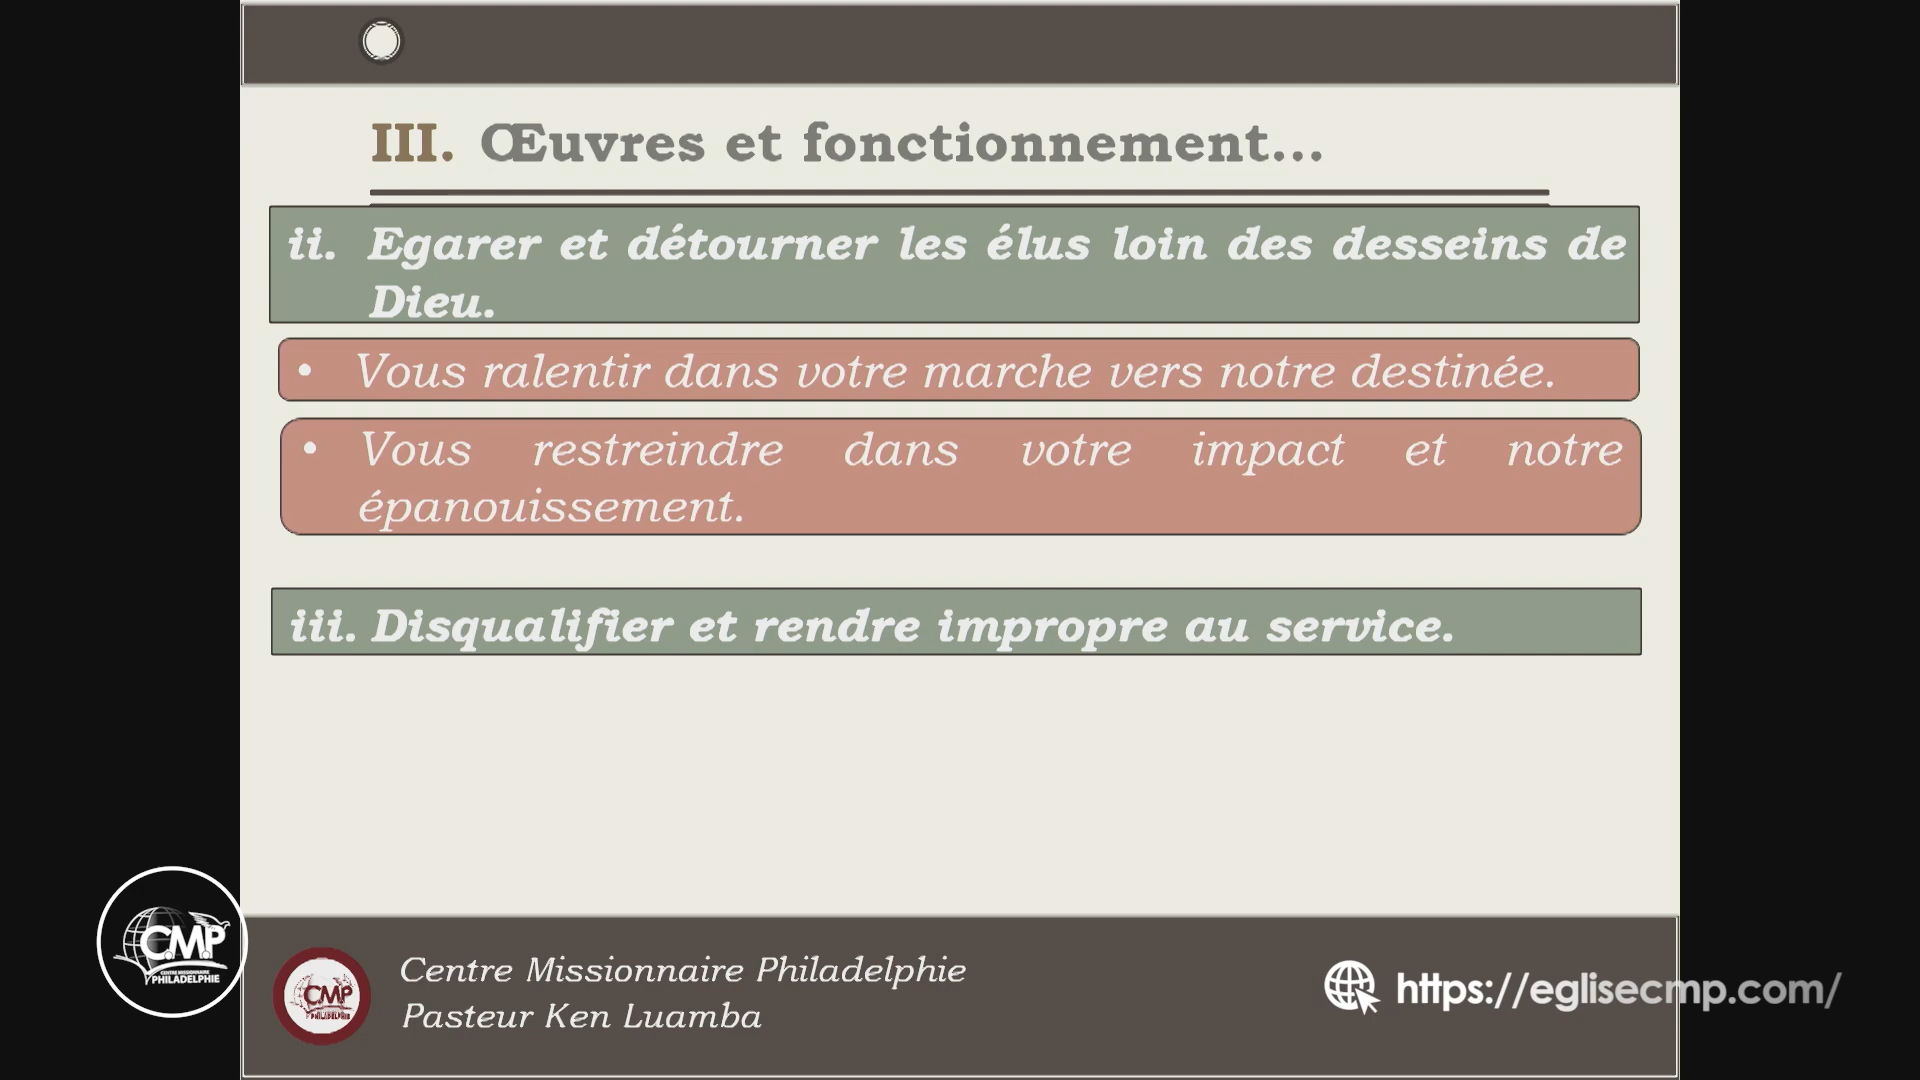 III. Œuvres et fonctionnement...
ii. Egarer et détourner les élus loin des desseins de
Dieu.
• Vous ralentir dans votre marche vers notre destinée.
• Vous restreindre dans votre impact et notre
épanouissement.
iii. Disqualifier et rendre impropre au service.
CMP
CENTRE MISSIONNAIRE
PHILADELPHIE
CMP
PHILADELPHIE
Centre Missionnaire Philadelphie
Pasteur Ken Luamba
https://eglisecmp.com/